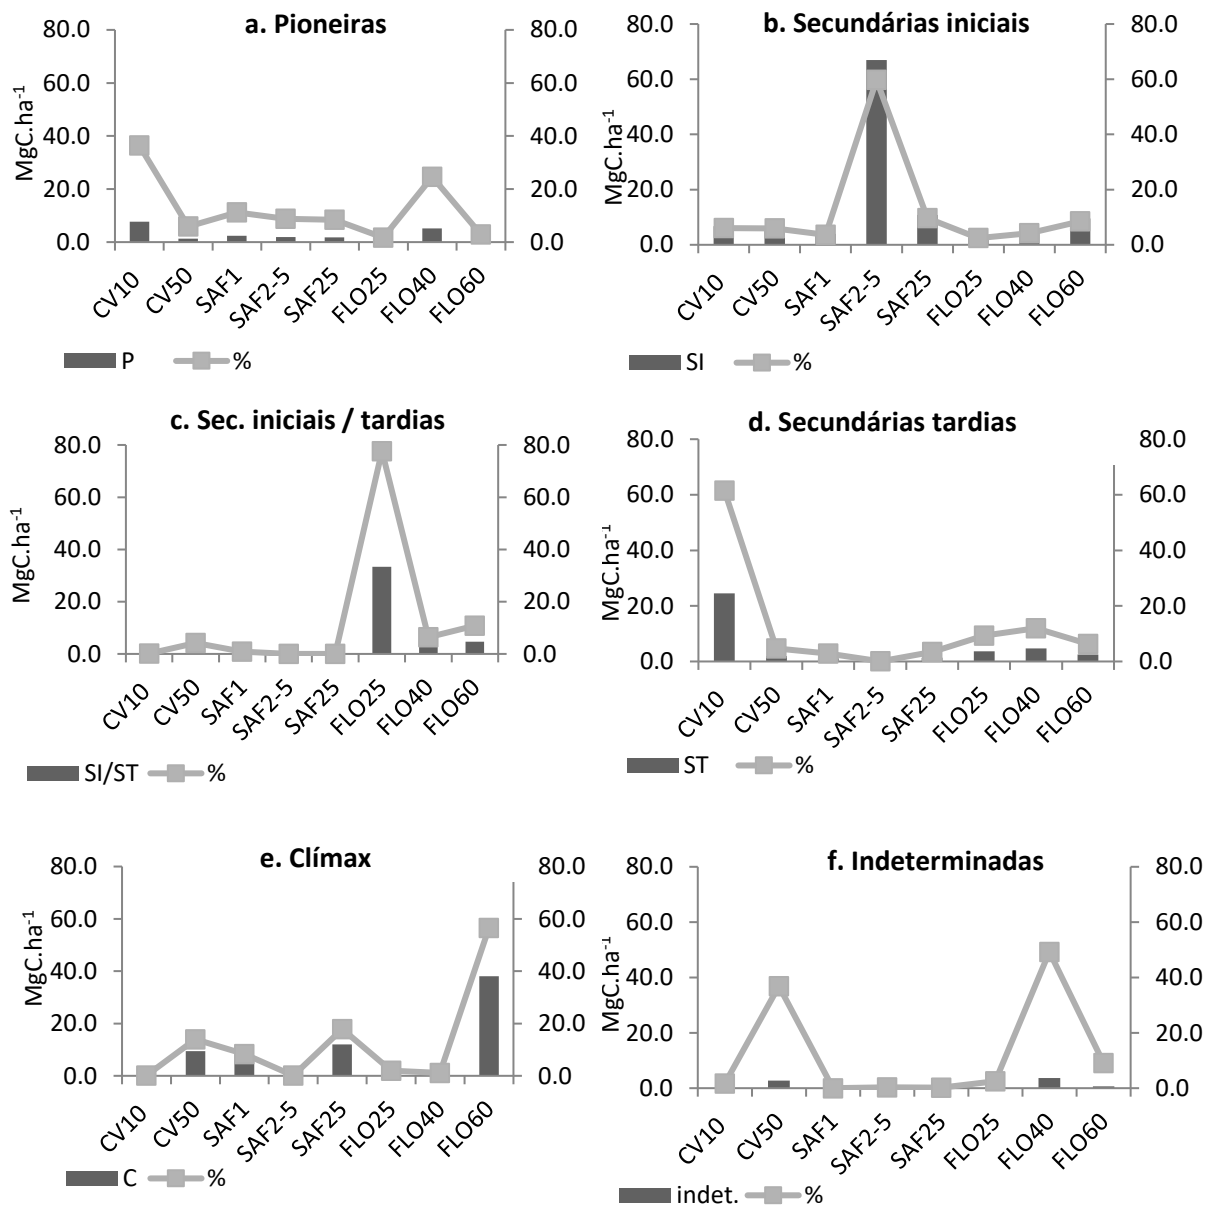 a. Pioneiras
MgC.ha⁻¹
80.0 60.0 40.0 20.0 0.0
80.0 60.0 40.0 20.0 0.0
CV10 CV50 SAF1 SAF2-5 SAF25 FLO25 FLO40 FLO60
P %
b. Secundárias iniciais
MgC.ha⁻¹
80.0 60.0 40.0 20.0 0.0
80.0 60.0 40.0 20.0 0.0
CV10 CV50 SAF1 SAF2-5 SAF25 FLO25 FLO40 FLO60
SI %
c. Sec. iniciais / tardias
MgC.ha⁻¹
80.0 60.0 40.0 20.0 0.0
80.0 60.0 40.0 20.0 0.0
CV10 CV50 SAF1 SAF2-5 SAF25 FLO25 FLO40 FLO60
SI/ST %
d. Secundárias tardias
MgC.ha⁻¹
80.0 60.0 40.0 20.0 0.0
80.0 60.0 40.0 20.0 0.0
CV10 CV50 SAF1 SAF2-5 SAF25 FLO25 FLO40 FLO60
ST %
e. Clímax
MgC.ha⁻¹
80.0 60.0 40.0 20.0 0.0
80.0 60.0 40.0 20.0 0.0
CV10 CV50 SAF1 SAF2-5 SAF25 FLO25 FLO40 FLO60
C %
f. Indeterminadas
MgC.ha⁻¹
80.0 60.0 40.0 20.0 0.0
80.0 60.0 40.0 20.0 0.0
CV10 CV50 SAF1 SAF2-5 SAF25 FLO25 FLO40 FLO60
indet. %